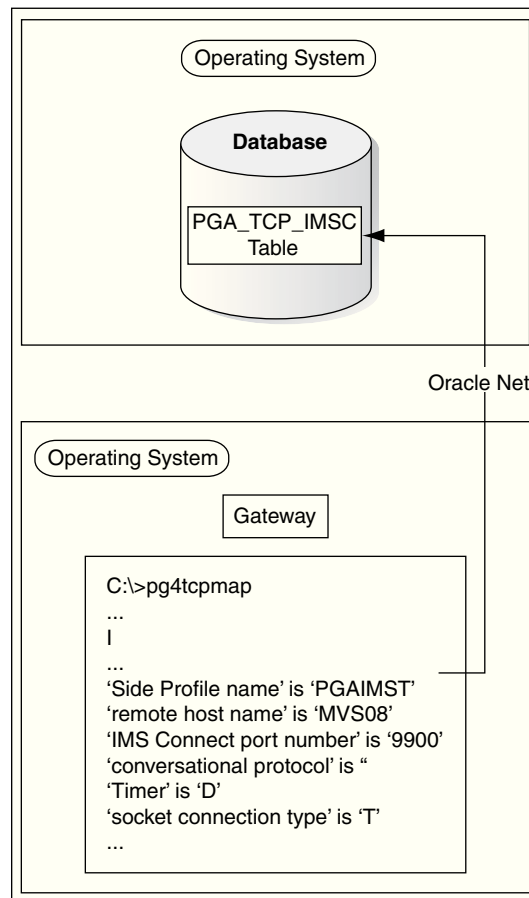 Operating System
Database
PGA_TCP_IMSC
Table
Oracle Net
Operating System
Gateway
C:\>pg4tcpmap
...
I
...
‘Side Profile name’ is ‘PGAIMST’
‘remote host name’ is ‘MVS08’
‘IMS Connect port number’ is ‘9900’
‘conversational protocol’ is “
‘Timer’ is ‘D’
‘socket connection type’ is ‘T’
...